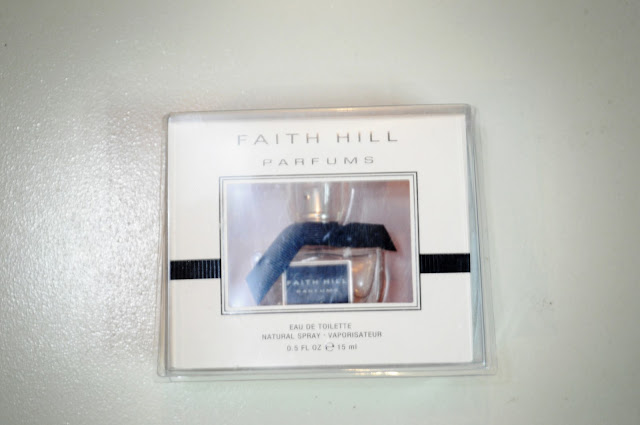 FAITH HILL
PARFUMS
FAITH HILL
PARFUMS
EAU DE TOILETTE
NATURAL SPRAY - VAPORISATEUR
0.5 FL OZ ℮ 15 ml